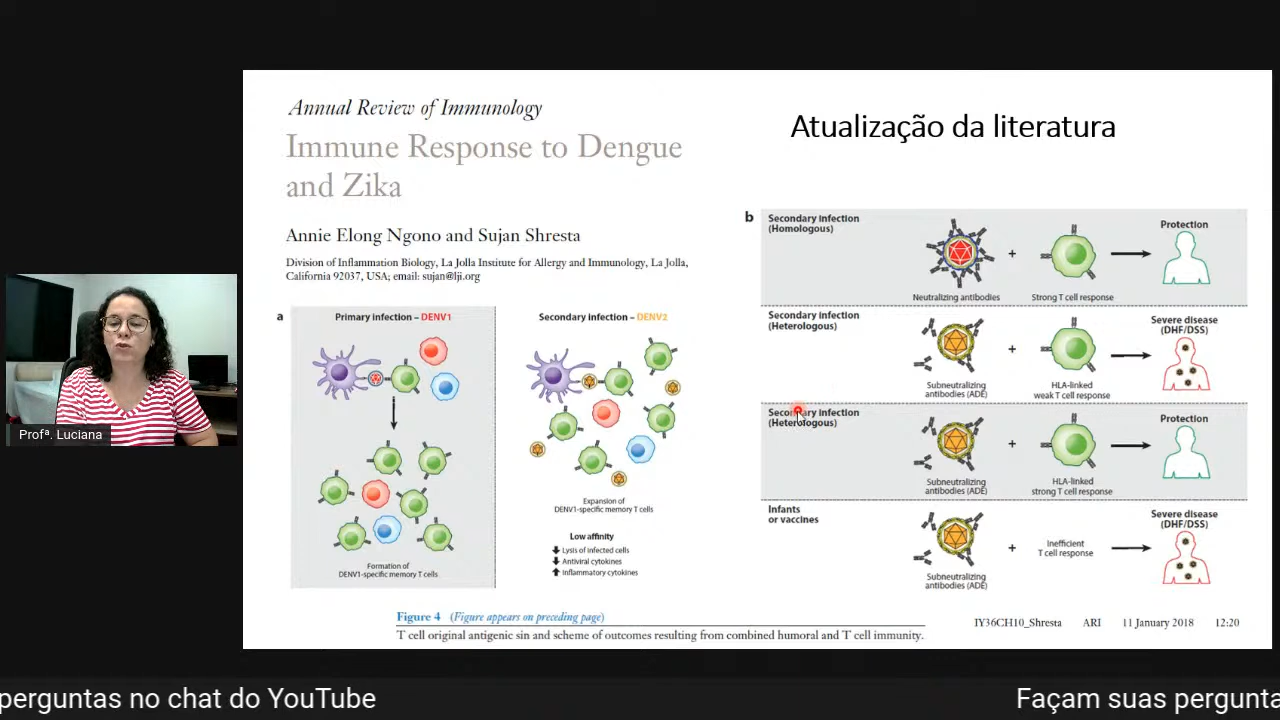 Annual Review of Immunology
Immune Response to Dengue
and Zika
Annie Elong Ngono and Sujan Shresta
Division of Inflammation Biology, La Jolla Institute for Allergy and Immunology, La Jolla,
California 92037, USA; email: sujan@lji.org
Atualização da literatura
a
Primary infection – DENV1
Formation of
DENV1-specific memory T cells
Secondary infection – DENV2
Expansion of
DENV1-specific memory T cells
Low affinity
Lysis of infected cells
Antiviral cytokines
Inflammatory cytokines
b
Secondary infection
(Homologous)
Neutralizing antibodies
+
Strong T cell response
Protection
Secondary infection
(Heterologous)
Subneutralizing
antibodies (ADE)
+
HLA-linked
weak T cell response
Severe disease
(DHF/DSS)
Secondary infection
(Heterologous)
Subneutralizing
antibodies (ADE)
+
HLA-linked
strong T cell response
Protection
Infants
or vaccines
Subneutralizing
antibodies (ADE)
+
Inefficient
T cell response
Severe disease
(DHF/DSS)
Figure 4 (Figure appears on preceding page)
T cell original antigenic sin and scheme of outcomes resulting from combined humoral and T cell immunity.
IY36CH10_Shresta ARI 11 January 2018 12:20
Profª. Luciana
perguntas no chat do YouTube
Façam suas pergunta